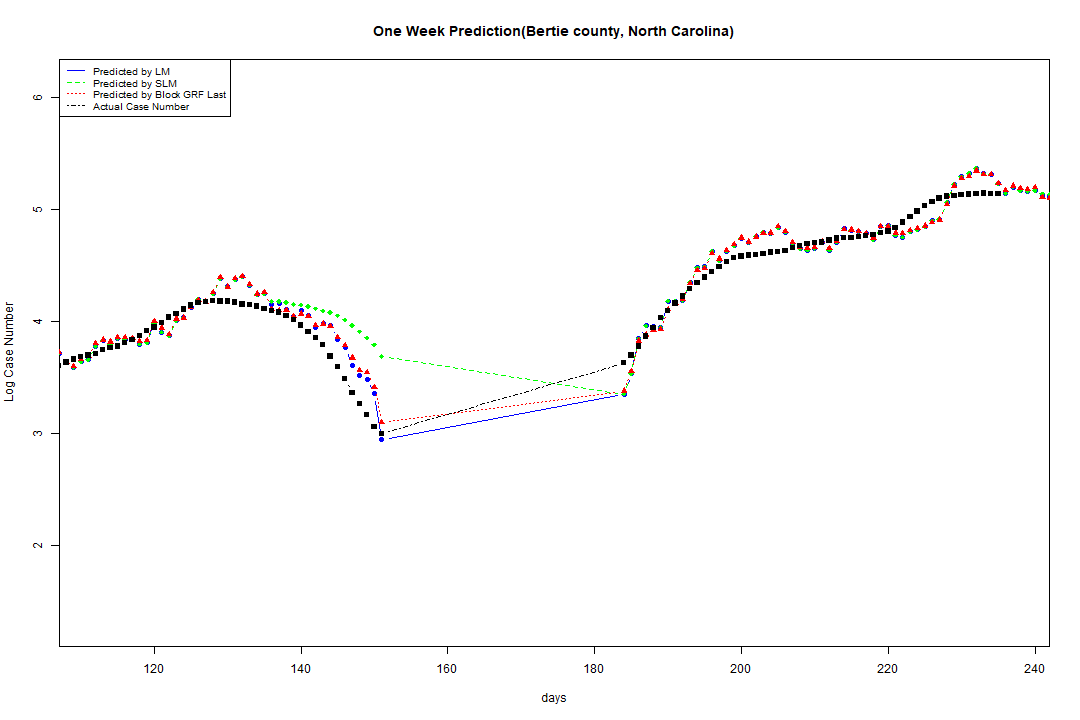 One Week Prediction(Bertie county, North Carolina)
Predicted by LM
Predicted by SLM
Predicted by Block GRF Last
Actual Case Number
Log Case Number
6
5
4
3
2
120 140 160 180 200 220 240
days